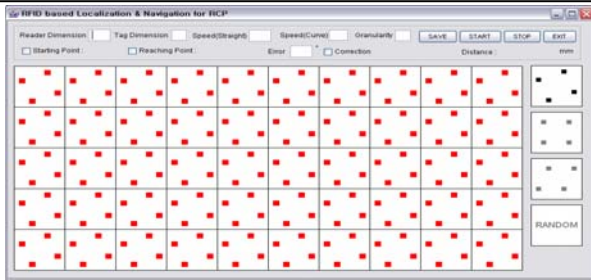 RFID based Localization & Navigation for RCP
Reader Dimension Tag Dimension Speed(Straight) Speed(Curve) Granularity SAVE START STOP EXIT
Starting Point : Reaching Point : Error ° Correction Distance : mm
RANDOM